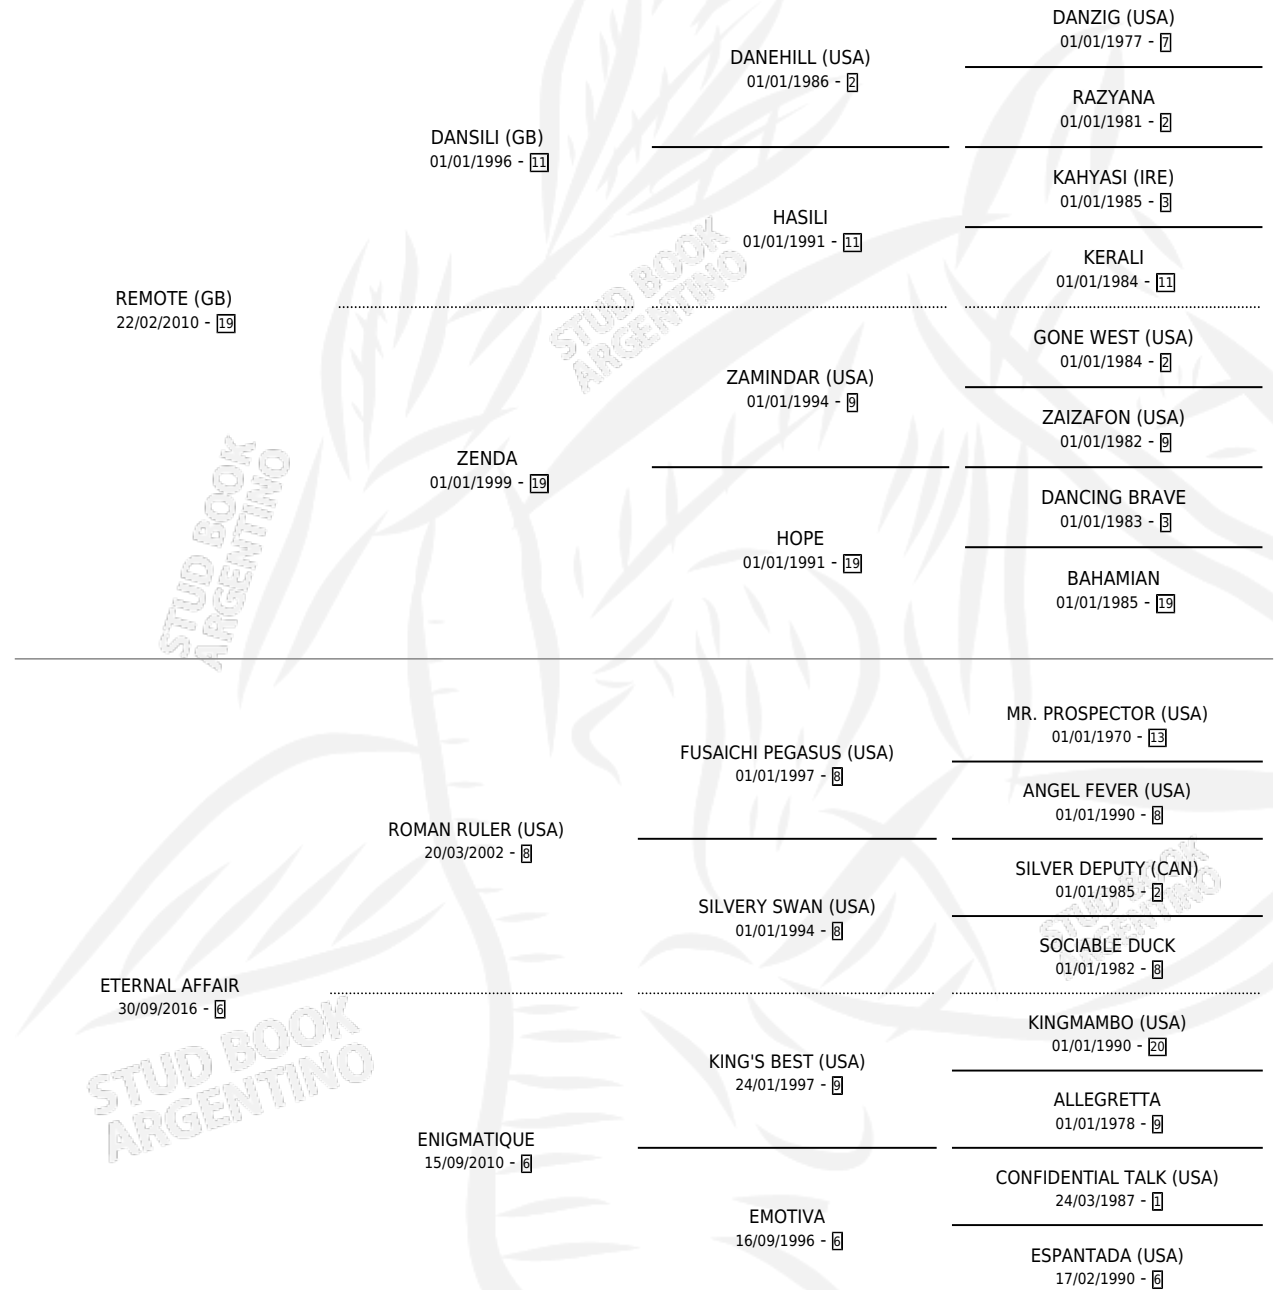 DANZIG (USA)
01/01/1977 - 7
DANEHILL (USA)
01/01/1986 - 2
RAZYANA
01/01/1981 - 2
DANSILI (GB)
01/01/1996 - 11
KAHYASI (IRE)
01/01/1985 - 3
HASILI
01/01/1991 - 11
KERALI
01/01/1984 - 11
REMOTE (GB)
22/02/2010 - 19
GONE WEST (USA)
01/01/1984 - 2
ZAMINDAR (USA)
01/01/1994 - 9
ZAIZAFON (USA)
01/01/1982 - 9
ZENDA
01/01/1999 - 19
DANCING BRAVE
01/01/1983 - 3
HOPE
01/01/1991 - 19
BAHAMIAN
01/01/1985 - 19
MR. PROSPECTOR (USA)
01/01/1970 - 13
FUSAICHI PEGASUS (USA)
01/01/1997 - 8
ANGEL FEVER (USA)
01/01/1990 - 8
ROMAN RULER (USA)
20/03/2002 - 8
SILVER DEPUTY (CAN)
01/01/1985 - 2
SILVERY SWAN (USA)
01/01/1994 - 8
SOCIABLE DUCK
01/01/1982 - 8
ETERNAL AFFAIR
30/09/2016 - 6
KINGMAMBO (USA)
01/01/1990 - 20
KING'S BEST (USA)
24/01/1997 - 9
ALLEGRETTA
01/01/1978 - 9
ENIGMATIQUE
15/09/2010 - 6
CONFIDENTIAL TALK (USA)
24/03/1987 - 1
EMOTIVA
16/09/1996 - 6
ESPANTADA (USA)
17/02/1990 - 6
STUD BOOK
ARGENTINO
STUD BOOK
ARGENTINO
STUD BOOK
ARGENTINO
STUD BOOK
ARGENTINO